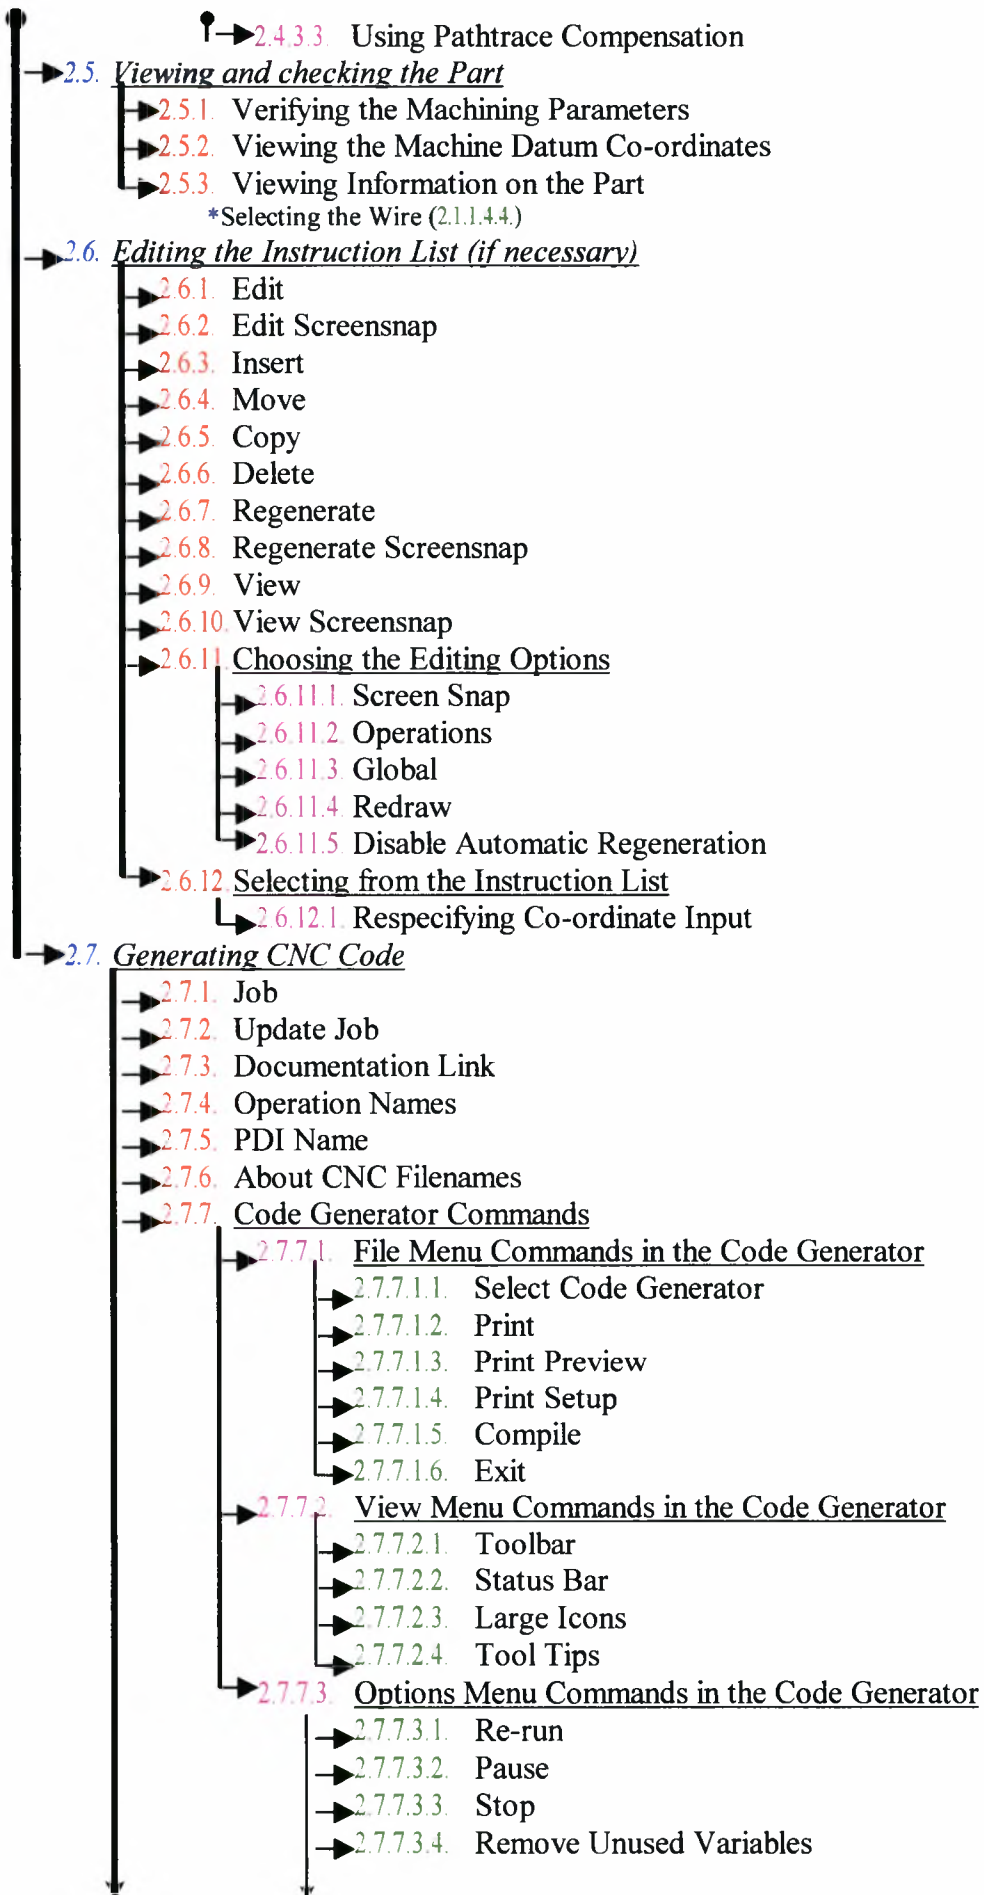 2.4.3.3. Using Pathtrace Compensation
2.5. Viewing and checking the Part
2.5.1. Verifying the Machining Parameters
2.5.2. Viewing the Machine Datum Co-ordinates
2.5.3. Viewing Information on the Part
*Selecting the Wire (2.1.1.4.4.)
2.6. Editing the Instruction List (if necessary)
2.6.1. Edit
2.6.2. Edit Screensnap
2.6.3. Insert
2.6.4. Move
2.6.5. Copy
2.6.6. Delete
2.6.7. Regenerate
2.6.8. Regenerate Screensnap
2.6.9. View
2.6.10. View Screensnap
2.6.11. Choosing the Editing Options
2.6.11.1. Screen Snap
2.6.11.2. Operations
2.6.11.3. Global
2.6.11.4. Redraw
2.6.11.5. Disable Automatic Regeneration
2.6.12. Selecting from the Instruction List
2.6.12.1. Respecifying Co-ordinate Input
2.7. Generating CNC Code
2.7.1. Job
2.7.2. Update Job
2.7.3. Documentation Link
2.7.4. Operation Names
2.7.5. PDI Name
2.7.6. About CNC Filenames
2.7.7. Code Generator Commands
2.7.7.1. File Menu Commands in the Code Generator
2.7.7.1.1. Select Code Generator
2.7.7.1.2. Print
2.7.7.1.3. Print Preview
2.7.7.1.4. Print Setup
2.7.7.1.5. Compile
2.7.7.1.6. Exit
2.7.7.2. View Menu Commands in the Code Generator
2.7.7.2.1. Toolbar
2.7.7.2.2. Status Bar
2.7.7.2.3. Large Icons
2.7.7.2.4. Tool Tips
2.7.7.3. Options Menu Commands in the Code Generator
2.7.7.3.1. Re-run
2.7.7.3.2. Pause
2.7.7.3.3. Stop
2.7.7.3.4. Remove Unused Variables